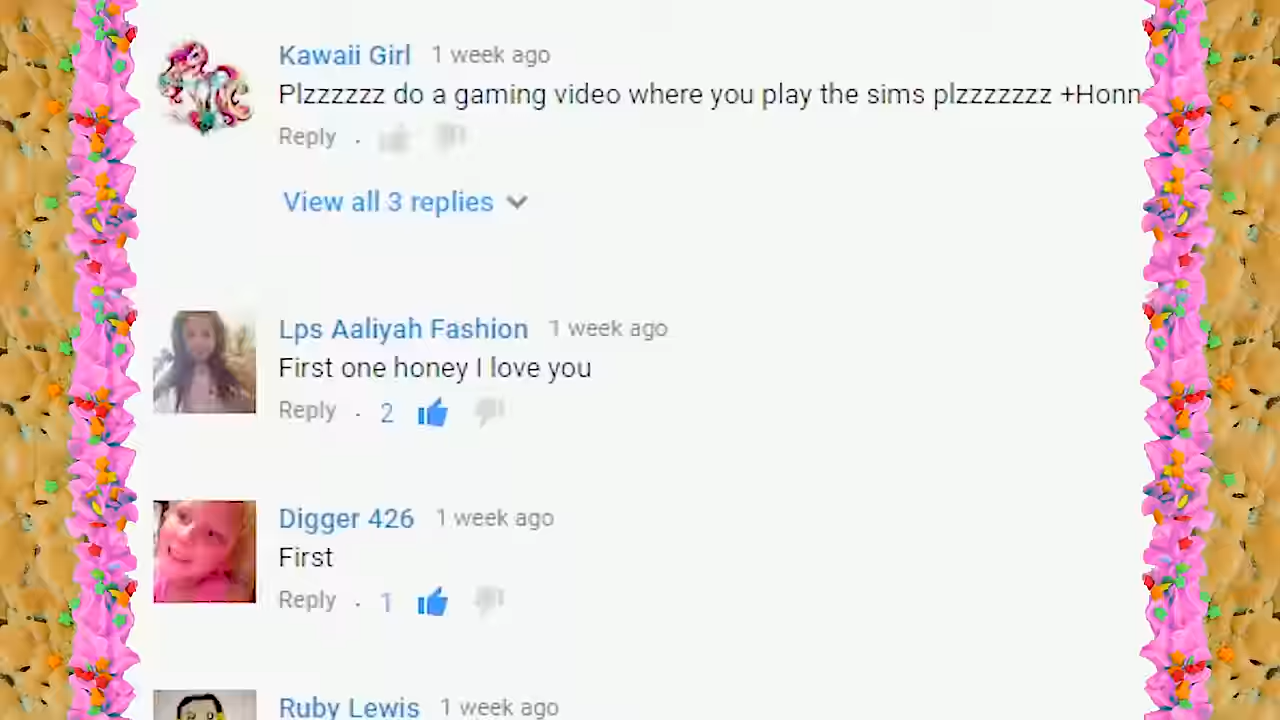 Kawaii Girl 1 week ago
Plzzzzzz do a gaming video where you play the sims plzzzzzzz +Honn
Reply .
View all 3 replies
Lps Aaliyah Fashion 1 week ago
First one honey I love you
Reply . 2
Digger 426 1 week ago
First
Reply . 1
Ruby Lewis 1 week ago